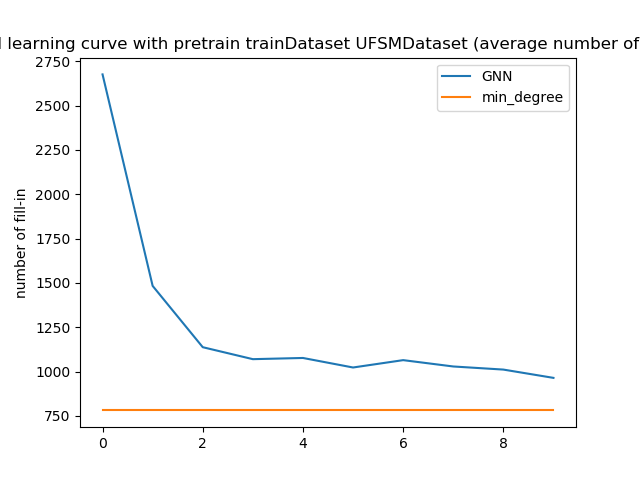 learning curve with pretrain trainDataset UFSMDataset (average number of
GNN
min_degree
number of fill-in
2750
2500
2250
2000
1750
1500
1250
1000
750
0 2 4 6 8